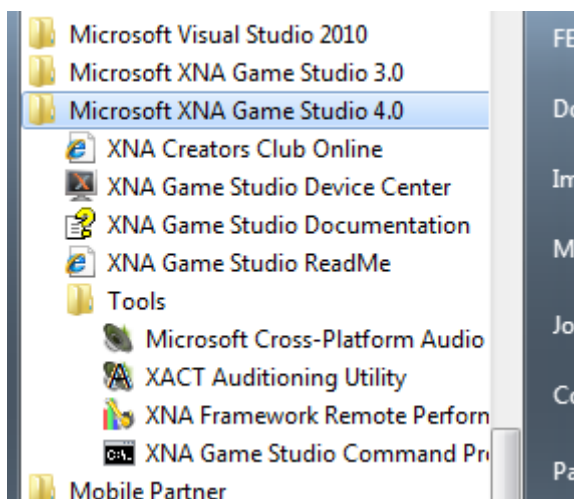 Microsoft Visual Studio 2010
Microsoft XNA Game Studio 3.0
Microsoft XNA Game Studio 4.0
XNA Creators Club Online
XNA Game Studio Device Center
XNA Game Studio Documentation
XNA Game Studio ReadMe
Tools
Microsoft Cross-Platform Audio
XACT Auditioning Utility
XNA Framework Remote Perforn
XNA Game Studio Command Pr
Mobile Partner
FE
Do
Im
M
Jo
Co
Pa